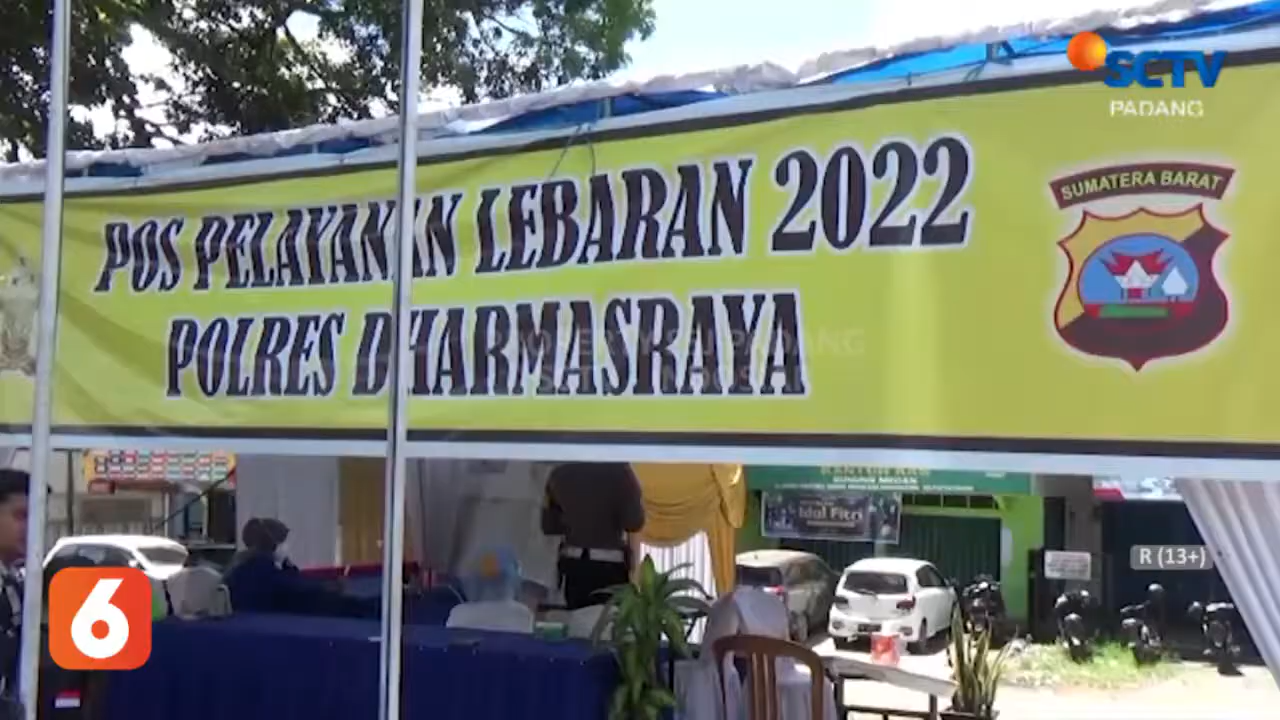 SCTV
PADANG
SUMATERA BARAT
POS PELAYANAN LEBARAN 2022
POLRES DHARMASRAYA
Idul Fitri
R (13+)
6